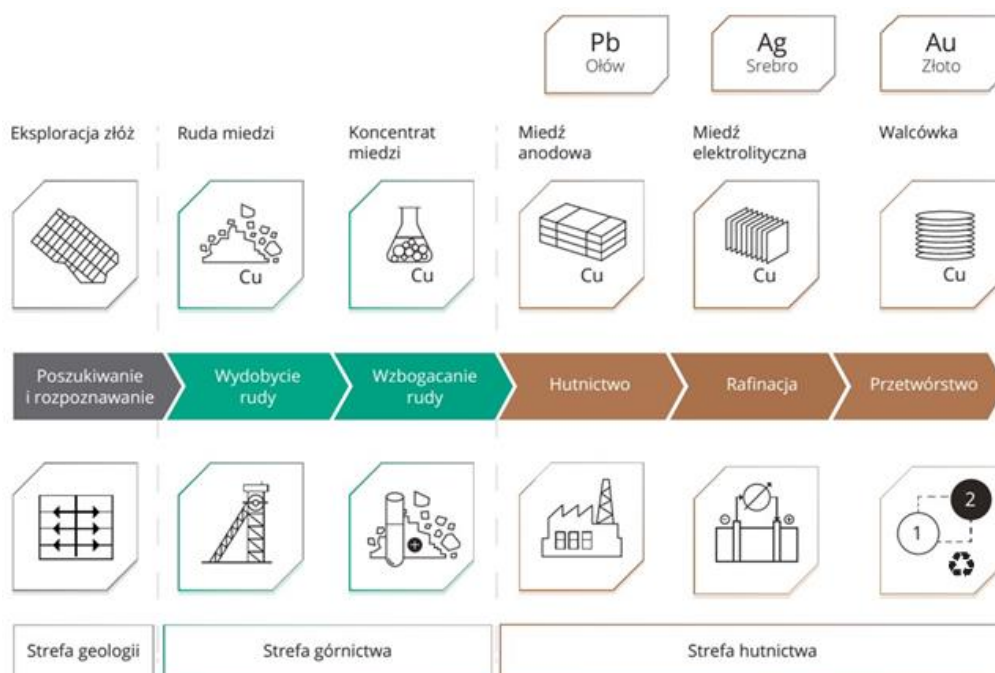 Pb
Ołów
Ag
Srebro
Au
Złoto
Eksploracja złóż
Ruda miedzi
Koncentrat
miedzi
Miedź
anodowa
Miedź
elektrolityczna
Walcówka
Cu
Cu
Cu
Cu
Cu
Poszukiwanie
i rozpoznawanie
Wydobycie
rudy
Wzbogacanie
rudy
Hutnictwo
Rafinacja
Przetwórstwo
1
2
Strefa geologii
Strefa górnictwa
Strefa hutnictwa